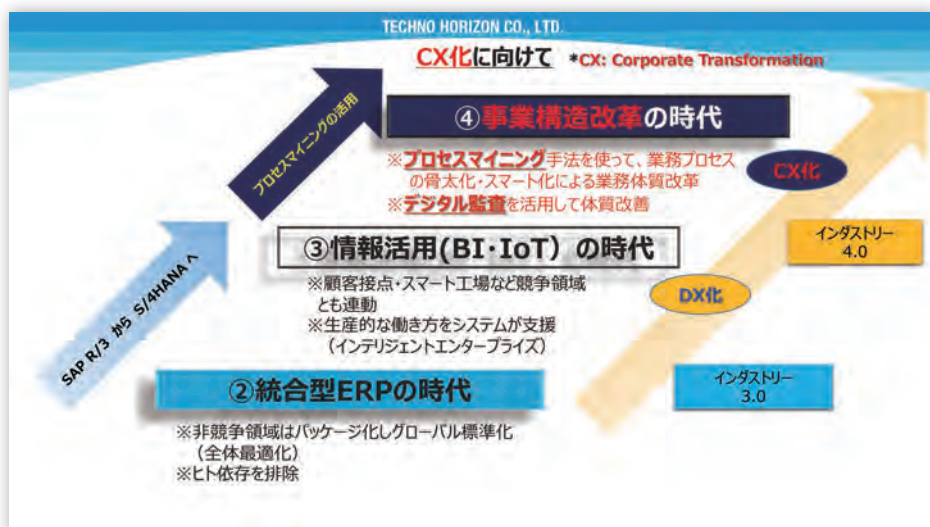 TECHNO HORIZON CO., LTD.
CX化に向けて *CX: Corporate Transformation
プロセスマイニングの活用
④事業構造改革の時代
※プロセスマイニング手法を使って、業務プロセス
の骨太化・スマート化による業務体質改革
※デジタル監査を活用して体質改善
CX化
SAP R/3 から S/4HANA へ
③情報活用(BI・IoT）の時代
インダストリー
4.0
※顧客接点・スマート工場など競争領域
とも連動
※生産的な働き方をシステムが支援
（インテリジェントエンタープライズ）
DX化
②統合型ERPの時代
インダストリー
3.0
※非競争領域はパッケージ化しグローバル標準化
（全体最適化）
※ヒト依存を排除